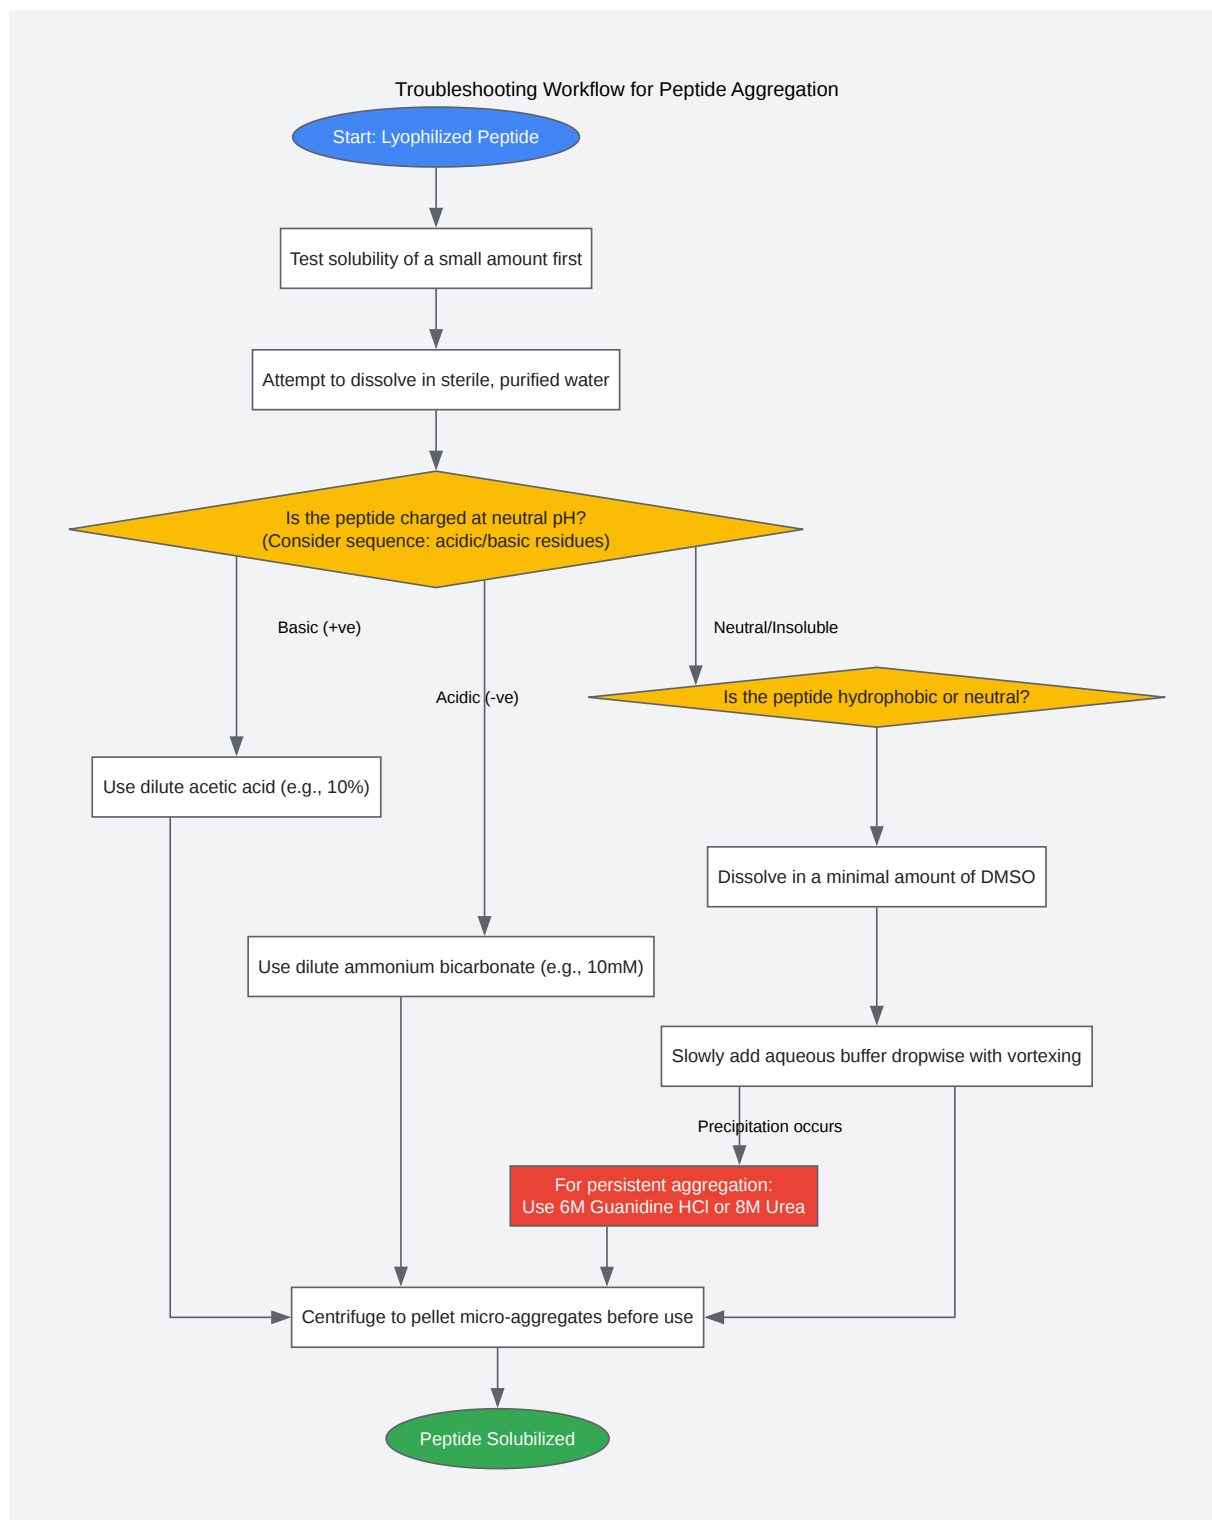 Troubleshooting Workflow for Peptide Aggregation
Start: Lyophilized Peptide
Test solubility of a small amount first
Attempt to dissolve in sterile, purified water
Is the peptide charged at neutral pH?
(Consider sequence: acidic/basic residues)
Basic (+ve)
Neutral/Insoluble
Acidic (-ve)
Is the peptide hydrophobic or neutral?
Use dilute acetic acid (e.g., 10%)
Dissolve in a minimal amount of DMSO
Use dilute ammonium bicarbonate (e.g., 10mM)
Slowly add aqueous buffer dropwise with vortexing
Precipitation occurs
For persistent aggregation:
Use 6M Guanidine HCl or 8M Urea
Centrifuge to pellet micro-aggregates before use
Peptide Solubilized